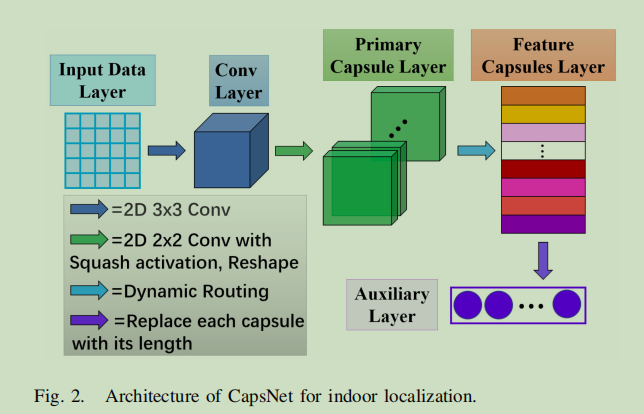 Input Data
Layer
Conv
Layer
Primary
Capsule Layer
Feature
Capsules Layer
=2D 3x3 Conv
=2D 2x2 Conv with
Squash activation, Reshape
=Dynamic Routing
=Replace each capsule
with its length
Auxiliary
Layer
Fig. 2. Architecture of CapsNet for indoor localization.